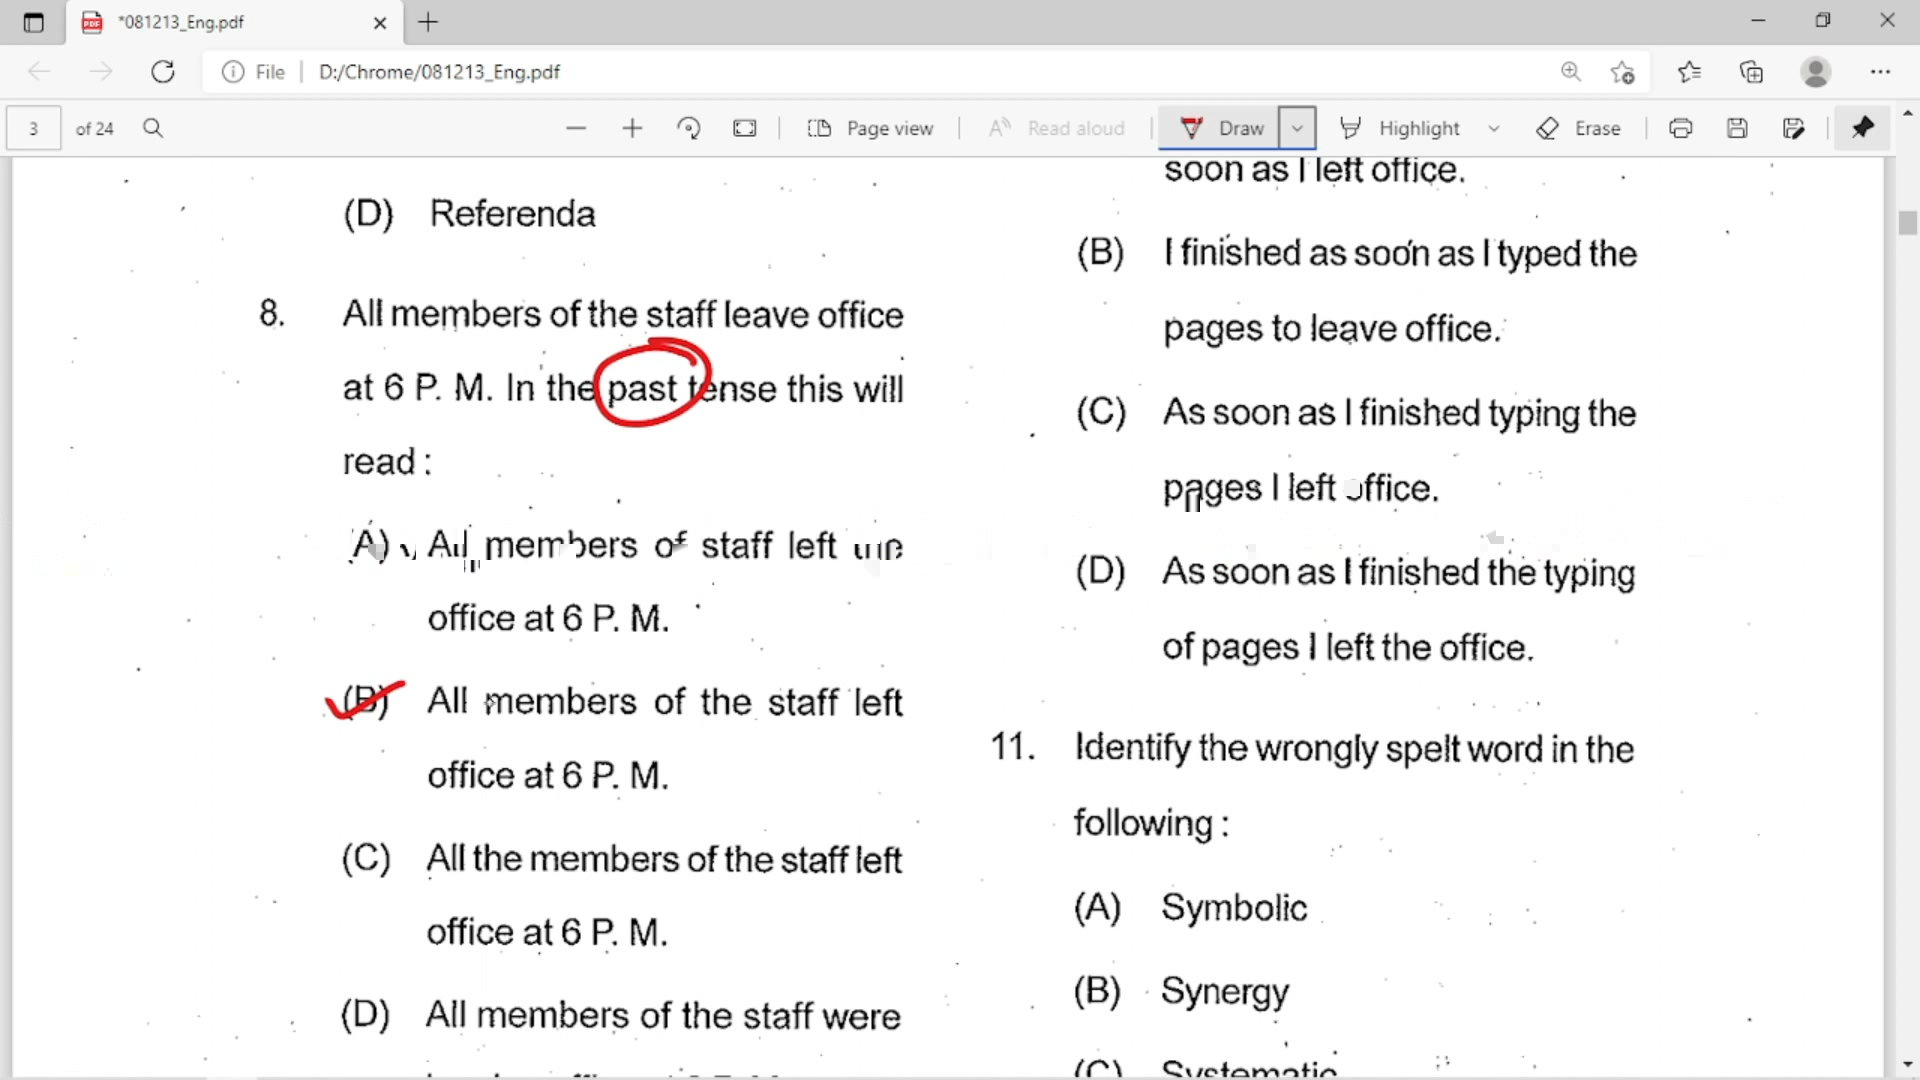 *081213_Eng.pdf
File
D:/Chrome/081213_Eng.pdf
3 of 24
Page view
Read aloud
Draw
Highlight
Erase
(D) Referenda
8. All members of the staff leave office
at 6 P. M. In the past tense this will
read :
(A) All members of staff left the
office at 6 P. M.
(B) All members of the staff left
office at 6 P. M.
(C) All the members of the staff left
office at 6 P. M.
(D) All members of the staff were
soon as I left office.
(B) I finished as soon as I typed the
pages to leave office.
(C) As soon as I finished typing the
pages I left office.
(D) As soon as I finished the typing
of pages I left the office.
11. Identify the wrongly spelt word in the
following :
(A) Symbolic
(B) Synergy
(C) Systematic